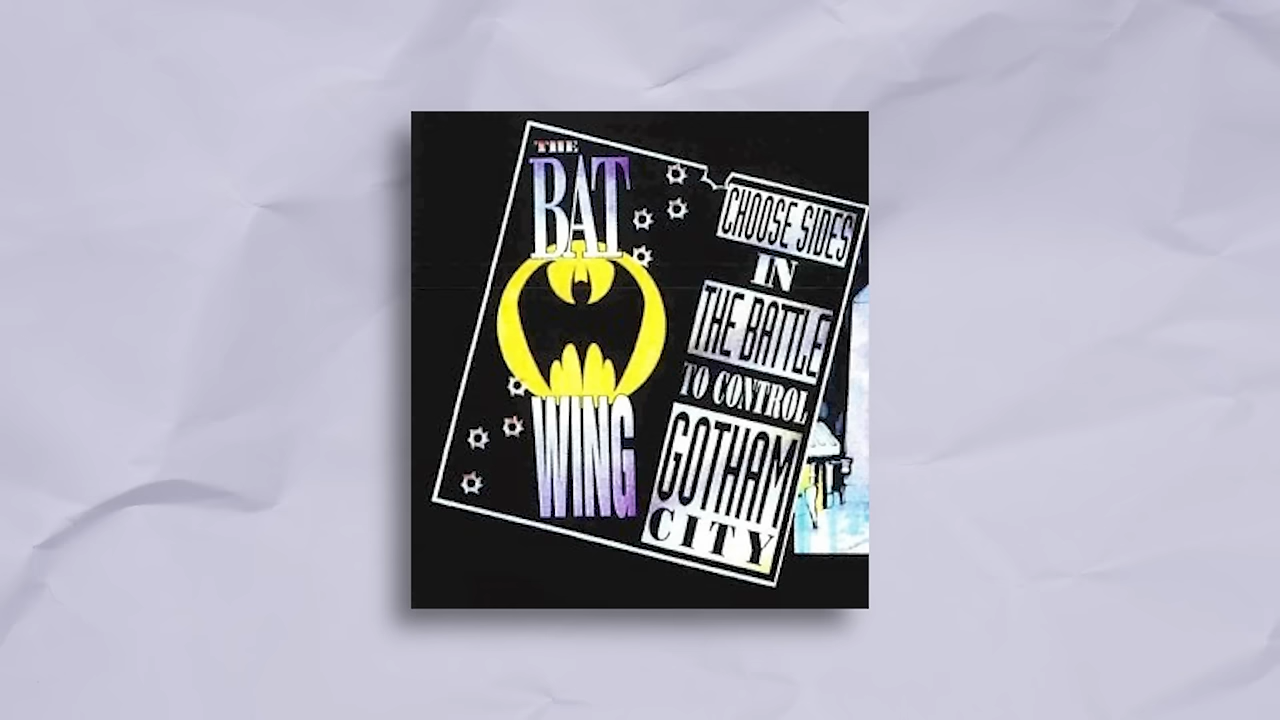 THE
BAT
WING
CHOOSE SIDES
IN
THE BATTLE
TO CONTROL
GOTHAM
CITY